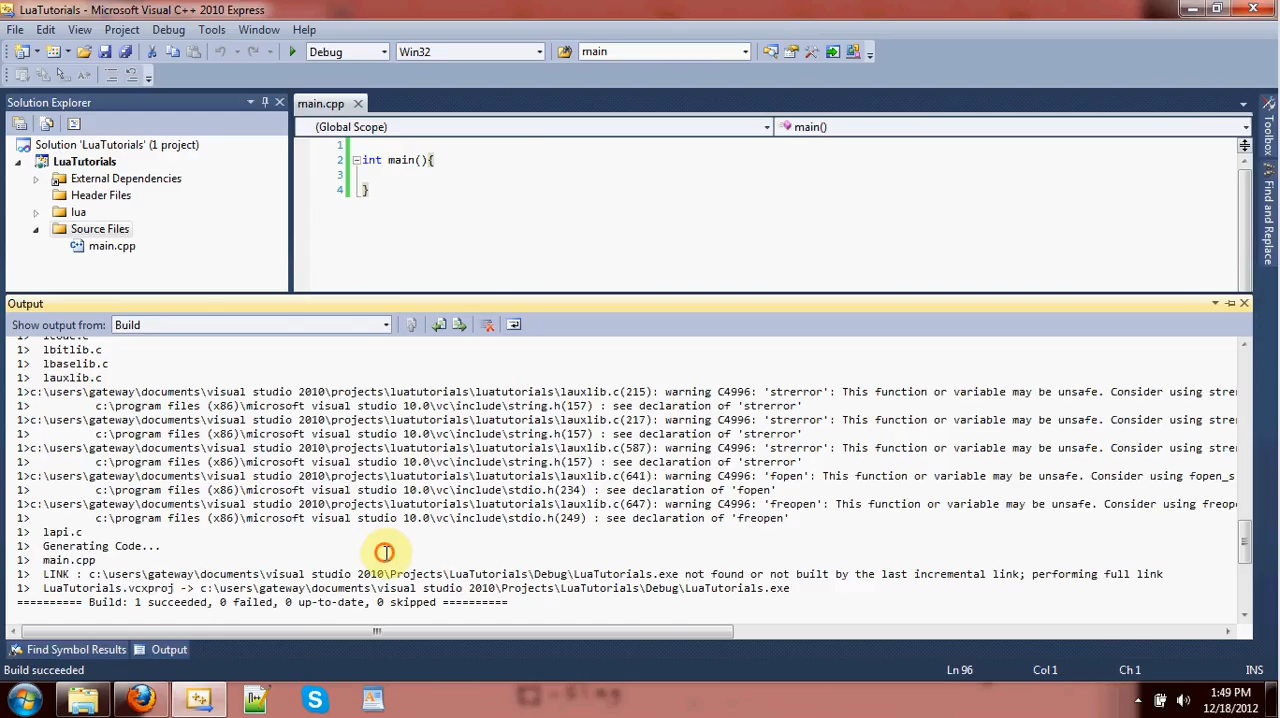 LuaTutorials - Microsoft Visual C++ 2010 Express
File Edit View Project Debug Tools Window Help
Debug Win32 main
Solution Explorer
main.cpp
(Global Scope) main()
Solution 'LuaTutorials' (1 project)
LuaTutorials
External Dependencies
Header Files
lua
Source Files
main.cpp
1
2 int main(){
3
4 }
Toolbox
Find and Replace
Output
Show output from: Build
1> lcode.c
1> lbitlib.c
1> lbaselib.c
1> lauxlib.c
1>c:\users\gateway\documents\visual studio 2010\projects\luatutorials\luatutorials\lauxlib.c(215): warning C4996: 'strerror': This function or variable may be unsafe. Consider using strer
1> c:\program files (x86)\microsoft visual studio 10.0\vc\include\string.h(157) : see declaration of 'strerror'
1>c:\users\gateway\documents\visual studio 2010\projects\luatutorials\luatutorials\lauxlib.c(217): warning C4996: 'strerror': This function or variable may be unsafe. Consider using strer
1> c:\program files (x86)\microsoft visual studio 10.0\vc\include\string.h(157) : see declaration of 'strerror'
1>c:\users\gateway\documents\visual studio 2010\projects\luatutorials\luatutorials\lauxlib.c(587): warning C4996: 'strerror': This function or variable may be unsafe. Consider using strer
1> c:\program files (x86)\microsoft visual studio 10.0\vc\include\string.h(157) : see declaration of 'strerror'
1>c:\users\gateway\documents\visual studio 2010\projects\luatutorials\luatutorials\lauxlib.c(641): warning C4996: 'fopen': This function or variable may be unsafe. Consider using fopen_s
1> c:\program files (x86)\microsoft visual studio 10.0\vc\include\stdio.h(234) : see declaration of 'fopen'
1>c:\users\gateway\documents\visual studio 2010\projects\luatutorials\luatutorials\lauxlib.c(647): warning C4996: 'freopen': This function or variable may be unsafe. Consider using freope
1> c:\program files (x86)\microsoft visual studio 10.0\vc\include\stdio.h(249) : see declaration of 'freopen'
1> lapi.c
1> Generating Code...
1> main.cpp
1> LINK : c:\users\gateway\documents\visual studio 2010\Projects\LuaTutorials\Debug\LuaTutorials.exe not found or not built by the last incremental link; performing full link
1> LuaTutorials.vcxproj -> c:\users\gateway\documents\visual studio 2010\Projects\LuaTutorials\Debug\LuaTutorials.exe
========== Build: 1 succeeded, 0 failed, 0 up-to-date, 0 skipped ==========
Find Symbol Results Output
Build succeeded Ln 96 Col 1 Ch 1 INS
1:49 PM
12/18/2012